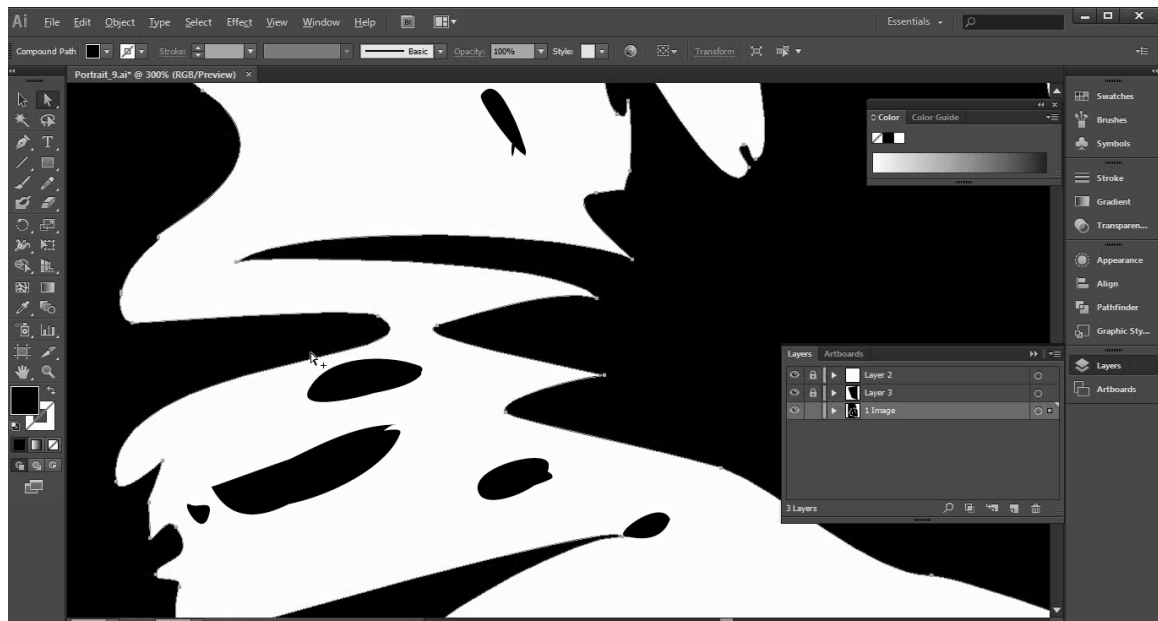 Ai File Edit Object Type Select Effect View Window Help Br Essentials
Compound Path Stroke: Basic Opacity: 100% Style: Transform
Portrait_9.ai* @ 300% (RGB/Preview) ×
Color Color Guide
Swatches
Brushes
Symbols
Stroke
Gradient
Transparen...
Appearance
Align
Pathfinder
Graphic Sty...
Layers
Artboards
Layers Artboards
Layer 2
Layer 3
1 Image
3 Layers